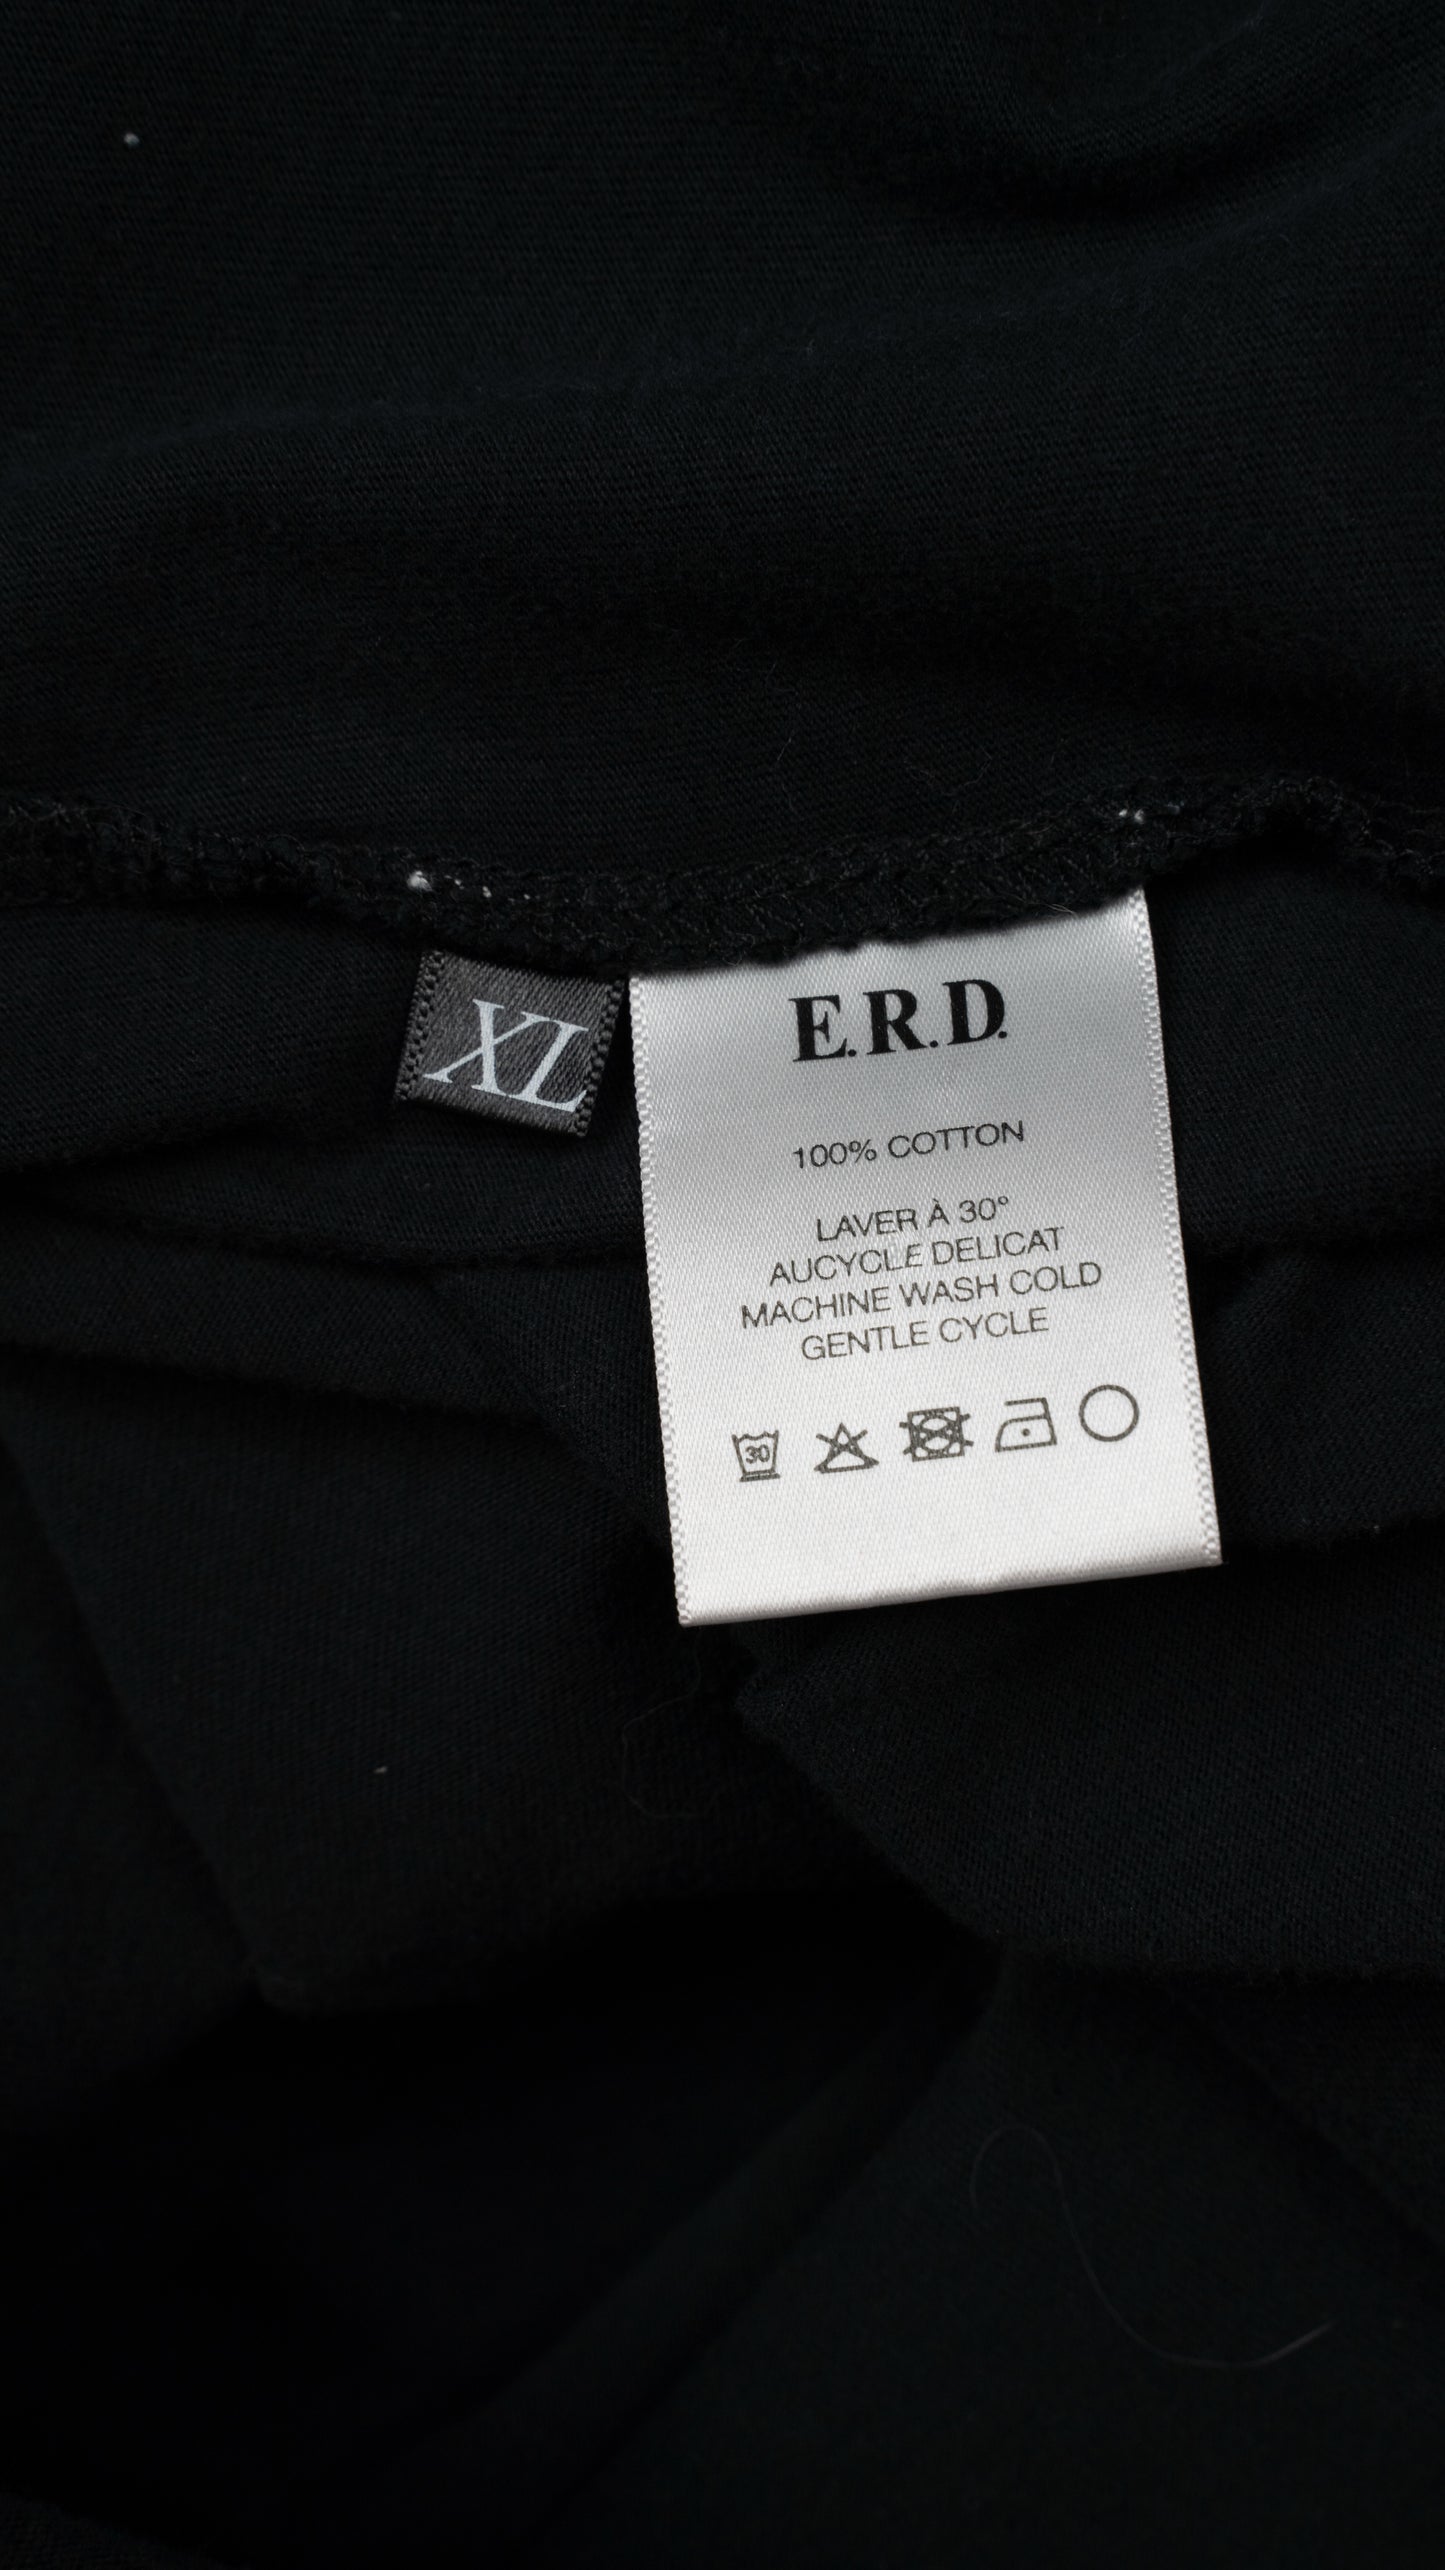 XL
E.R.D.
100% COTTON
LAVER À 30°
AUCYCLE DELICAT
MACHINE WASH COLD
GENTLE CYCLE
30